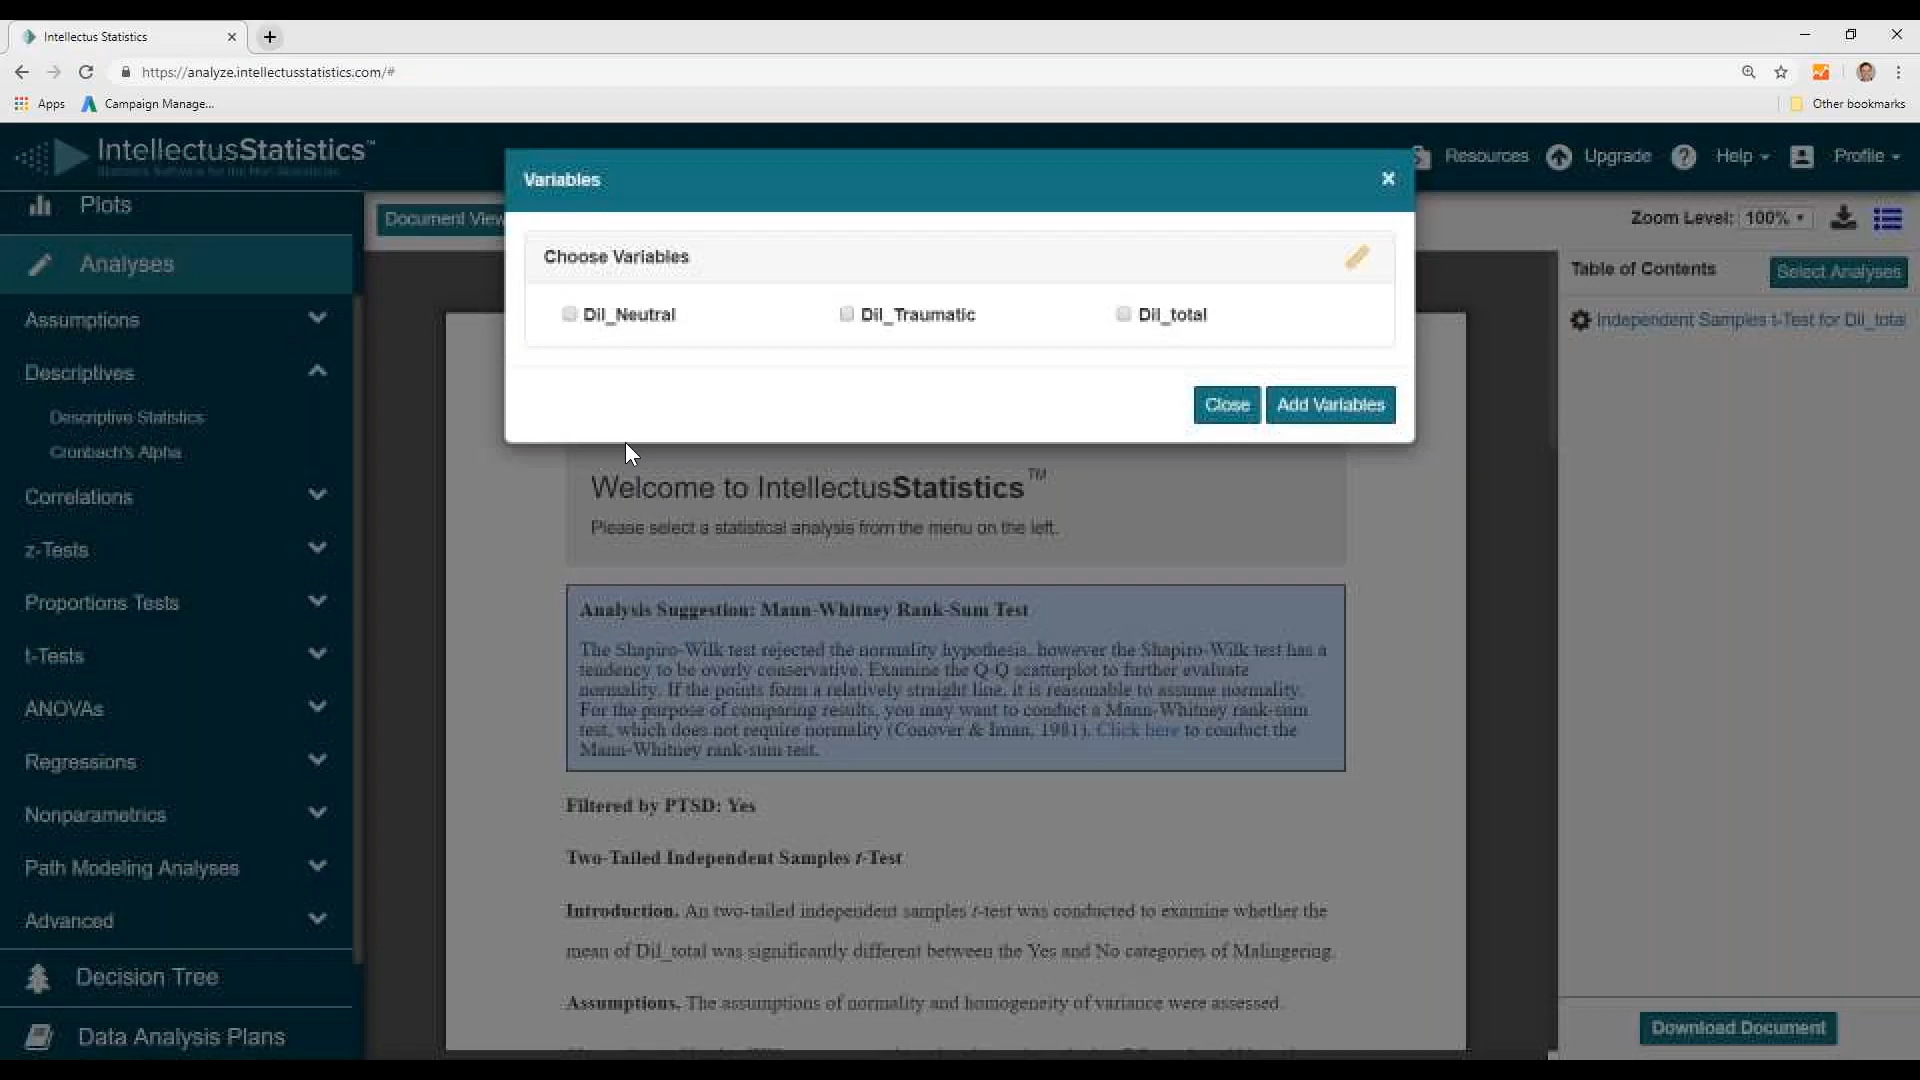 Intellectus Statistics
https://analyze.intellectusstatistics.com/#
Apps
Campaign Manage...
Other bookmarks
IntellectusStatistics™
Resources
Upgrade
Help
Profile
Plots
Analyses
Assumptions
Descriptives
Descriptive Statistics
Cronbach's Alpha
Correlations
z-Tests
Proportions Tests
t-Tests
ANOVAs
Regressions
Nonparametrics
Path Modeling Analyses
Advanced
Decision Tree
Data Analysis Plans
Document View
Zoom Level: 100%
Variables
Choose Variables
Dil_Neutral
Dil_Traumatic
Dil_total
Close
Add Variables
Welcome to IntellectusStatistics™
Please select a statistical analysis from the menu on the left.
Analysis Suggestion: Mann-Whitney Rank-Sum Test
The Shapiro-Wilk test rejected the normality hypothesis, however the Shapiro-Wilk test has a
tendency to be overly conservative. Examine the Q-Q scatterplot to further evaluate
normality. If the points form a relatively straight line, it is reasonable to assume normality.
For the purpose of comparing results, you may want to conduct a Mann-Whitney rank-sum
test, which does not require normality (Conover & Iman, 1981). Click here to conduct the
Mann-Whitney rank-sum test.
Filtered by PTSD: Yes
Two-Tailed Independent Samples t-Test
Introduction. An two-tailed independent samples t-test was conducted to examine whether the
mean of Dil_total was significantly different between the Yes and No categories of Malingering.
Assumptions. The assumptions of normality and homogeneity of variance were assessed.
Table of Contents
Select Analyses
Independent Samples t-Test for Dil_total
Download Document